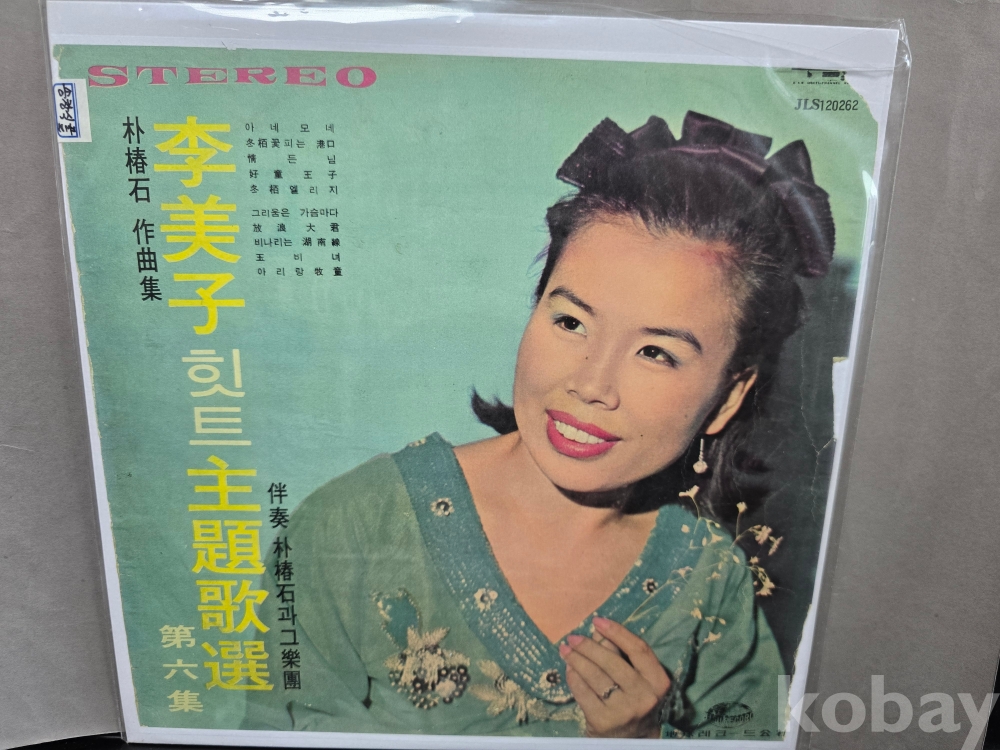 STEREO
JLS120262
朴椿石 作曲集
李美子 힛트 主題歌選
第六集
아네모네
冬栢꽃피는 港口
情든님
好童王子
冬栢엘리지
그리움은 가슴마다
放浪大君
비나리는 湖南線
王비녀
아리랑 牧童
伴奏 朴椿石과그樂團
kobay